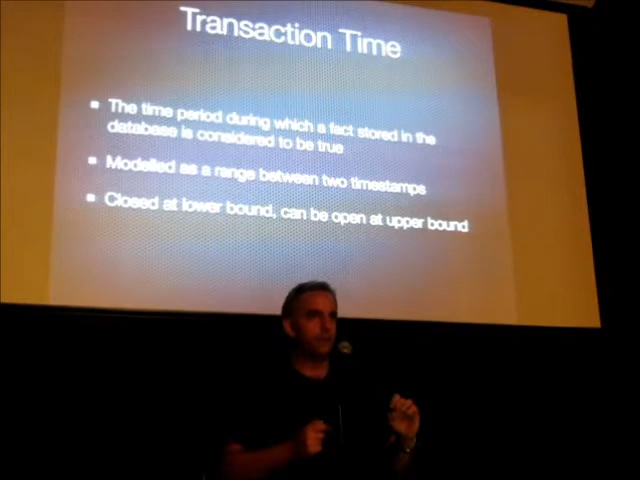 Transaction Time
The time period during which a fact stored in the
database is considered to be true
Modelled as a range between two timestamps
Closed at lower bound, can be open at upper bound